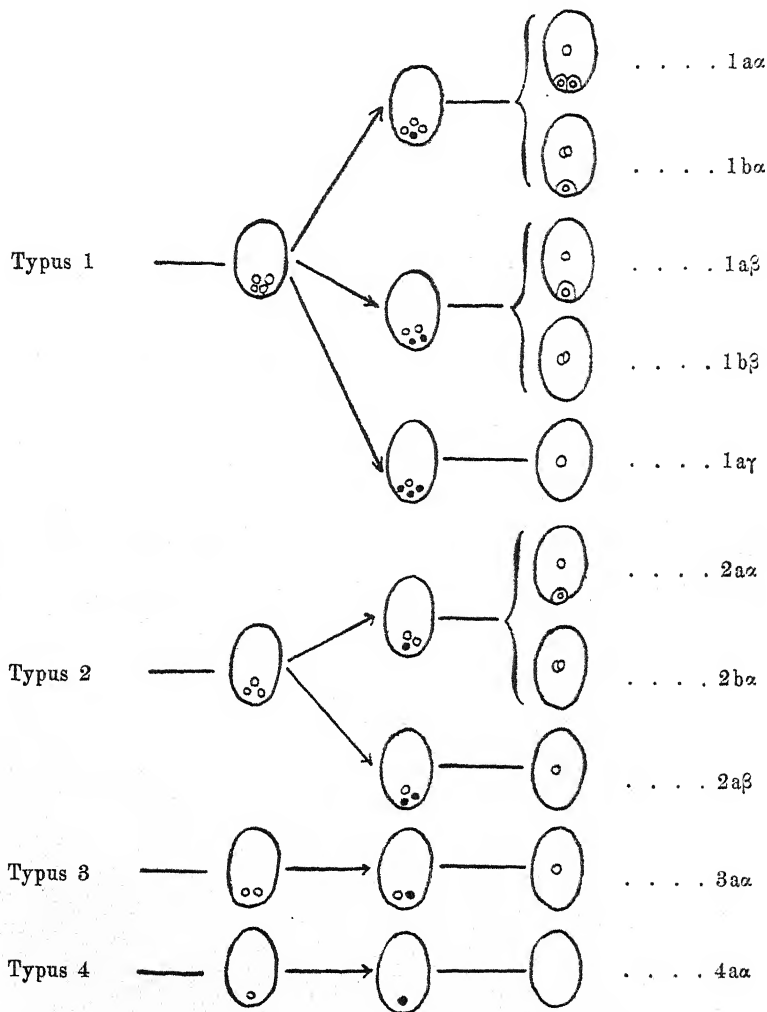 . . . . 1aα
. . . . 1bα
Typus 1
. . . . 1aβ
. . . . 1bβ
. . . . 1aγ
. . . . 2aα
Typus 2
. . . . 2bα
. . . . 2aβ
Typus 3
. . . . 3aα
Typus 4
. . . . 4aα